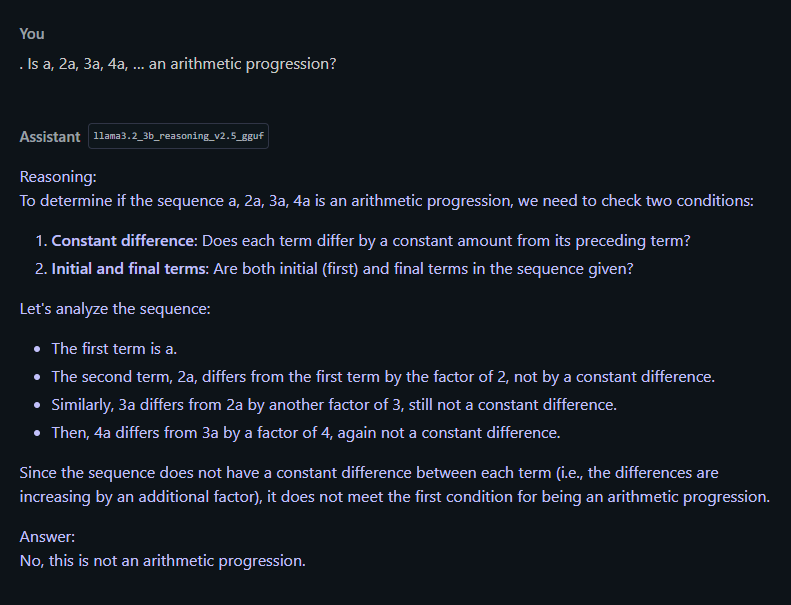 You
. Is a, 2a, 3a, 4a, ... an arithmetic progression?
Assistant llama3.2_3b_reasoning_v2.5_gguf
Reasoning:
To determine if the sequence a, 2a, 3a, 4a is an arithmetic progression, we need to check two conditions:
1. Constant difference: Does each term differ by a constant amount from its preceding term?
2. Initial and final terms: Are both initial (first) and final terms in the sequence given?
Let's analyze the sequence:
• The first term is a.
• The second term, 2a, differs from the first term by the factor of 2, not by a constant difference.
• Similarly, 3a differs from 2a by another factor of 3, still not a constant difference.
• Then, 4a differs from 3a by a factor of 4, again not a constant difference.
Since the sequence does not have a constant difference between each term (i.e., the differences are
increasing by an additional factor), it does not meet the first condition for being an arithmetic progression.
Answer:
No, this is not an arithmetic progression.